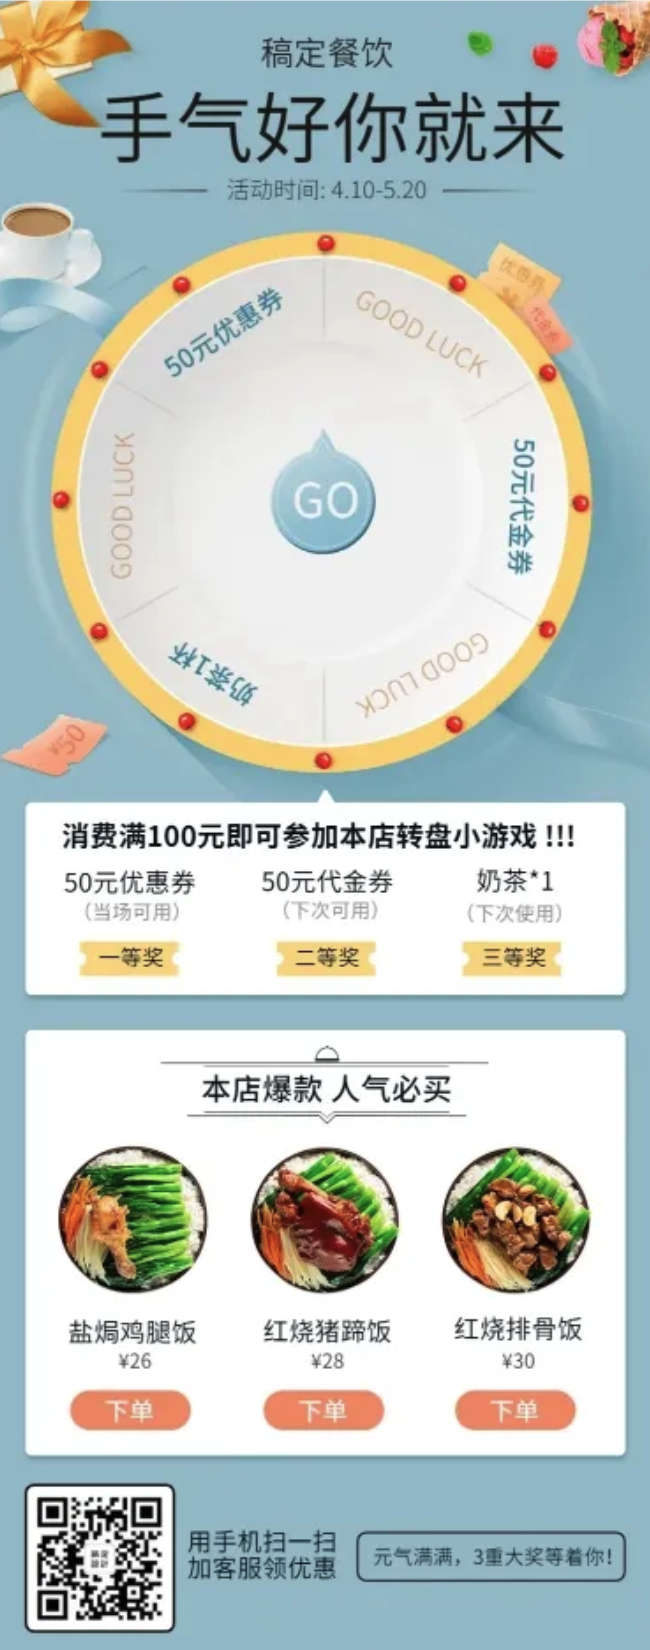 稿定餐饮
手气好你就来
活动时间: 4.10-5.20
优惠券
代金券
50元优惠券
GOOD LUCK
50元代金券
GOOD LUCK
奶茶1杯
GOOD LUCK
GO
¥50
消费满100元即可参加本店转盘小游戏 !!!
50元优惠券 50元代金券 奶茶*1
（当场可用） （下次可用） （下次使用）
一等奖 二等奖 三等奖
本店爆款 人气必买
盐焗鸡腿饭 红烧猪蹄饭 红烧排骨饭
¥26 ¥28 ¥30
下单 下单 下单
用手机扫一扫
加客服领优惠
元气满满，3重大奖等着你!